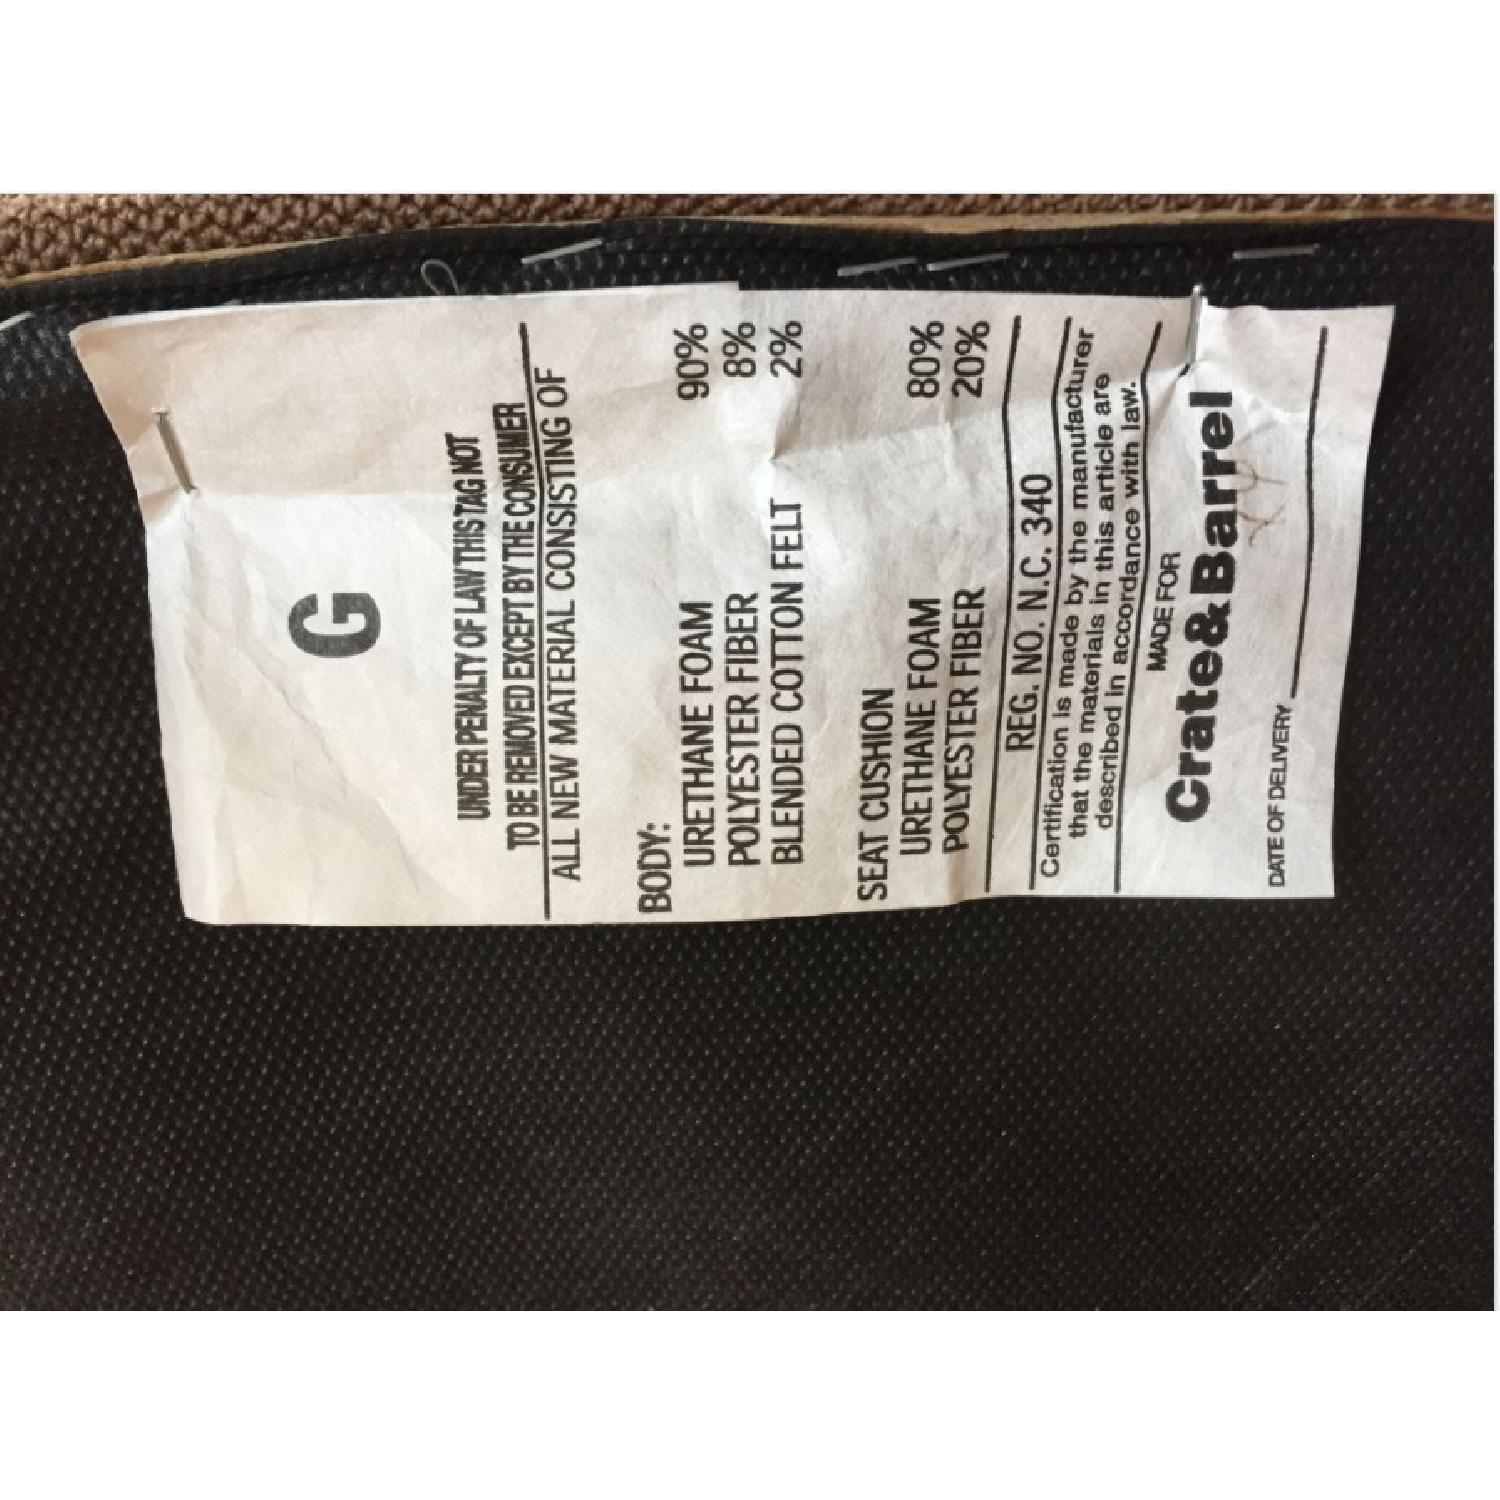 G
UNDER PENALTY OF LAW THIS TAG NOT
TO BE REMOVED EXCEPT BY THE CONSUMER
ALL NEW MATERIAL CONSISTING OF
BODY:
URETHANE FOAM 90%
POLYESTER FIBER 8%
BLENDED COTTON FELT 2%
SEAT CUSHION
URETHANE FOAM 80%
POLYESTER FIBER 20%
REG. NO. N.C. 340
Certification is made by the manufacturer
that the materials in this article are
described in accordance with law.
MADE FOR
Crate&Barrel
DATE OF DELIVERY